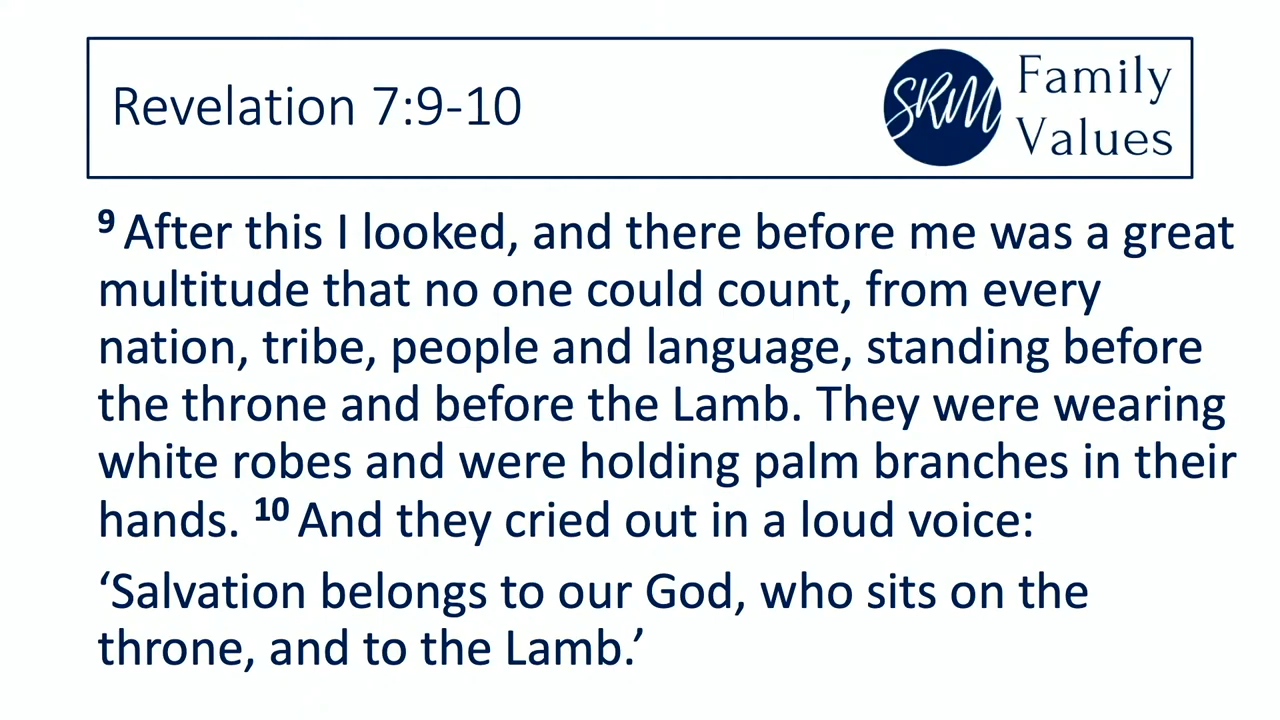 Revelation 7:9-10
SRM
Family
Values
⁹ After this I looked, and there before me was a great
multitude that no one could count, from every
nation, tribe, people and language, standing before
the throne and before the Lamb. They were wearing
white robes and were holding palm branches in their
hands. ¹⁰ And they cried out in a loud voice:
‘Salvation belongs to our God, who sits on the
throne, and to the Lamb.’